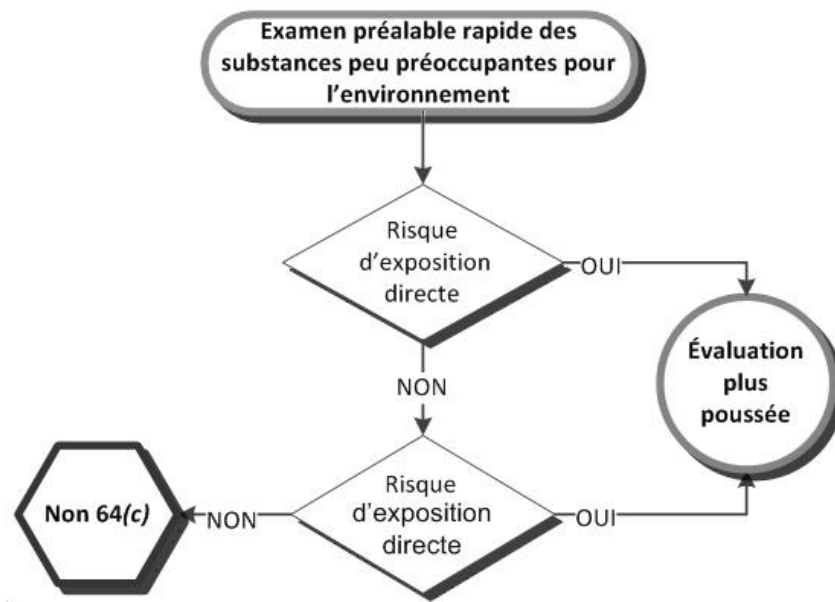 Examen préalable rapide des
substances peu préoccupantes pour
l’environnement
Risque
d’exposition
directe
OUI
Évaluation
plus
poussée
NON
Risque
d’exposition
directe
NON
OUI
Non 64(c)